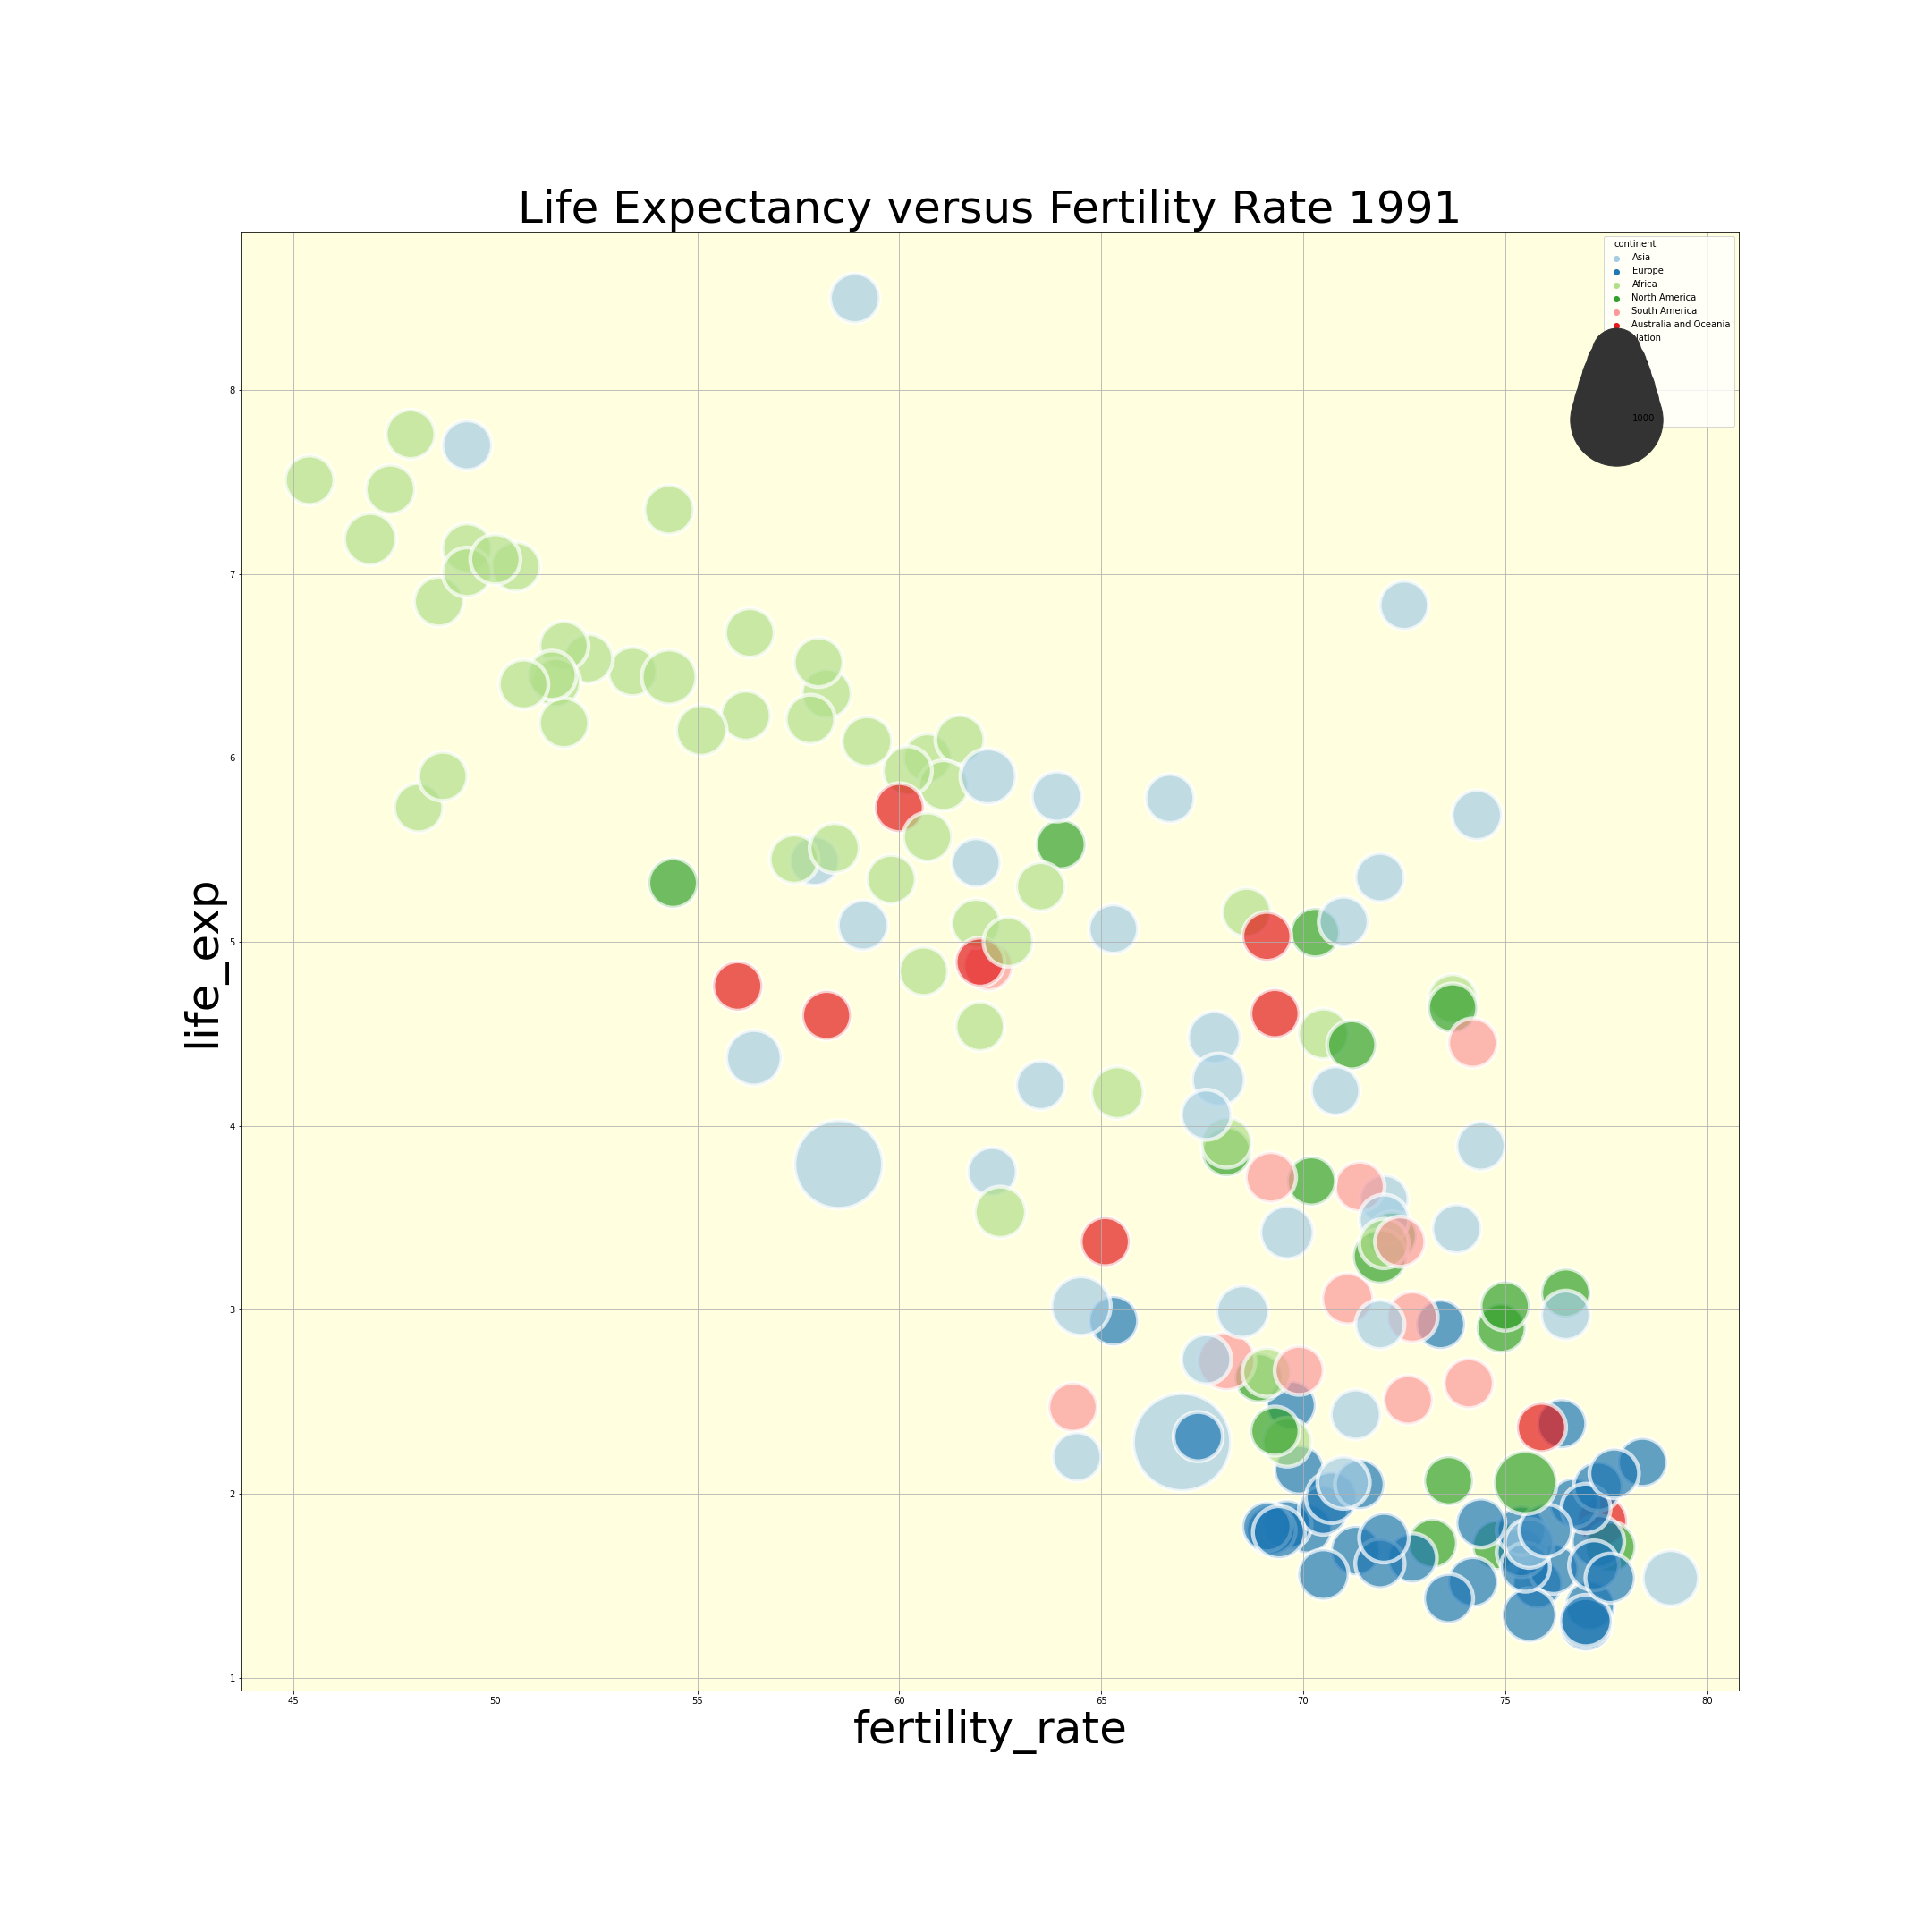 Life Expectancy versus Fertility Rate 1991
continent
Asia
Europe
Africa
North America
South America
Australia and Oceania
1000
8
7
6
5
4
3
2
1
life_exp
45 50 55 60 65 70 75 80
fertility_rate